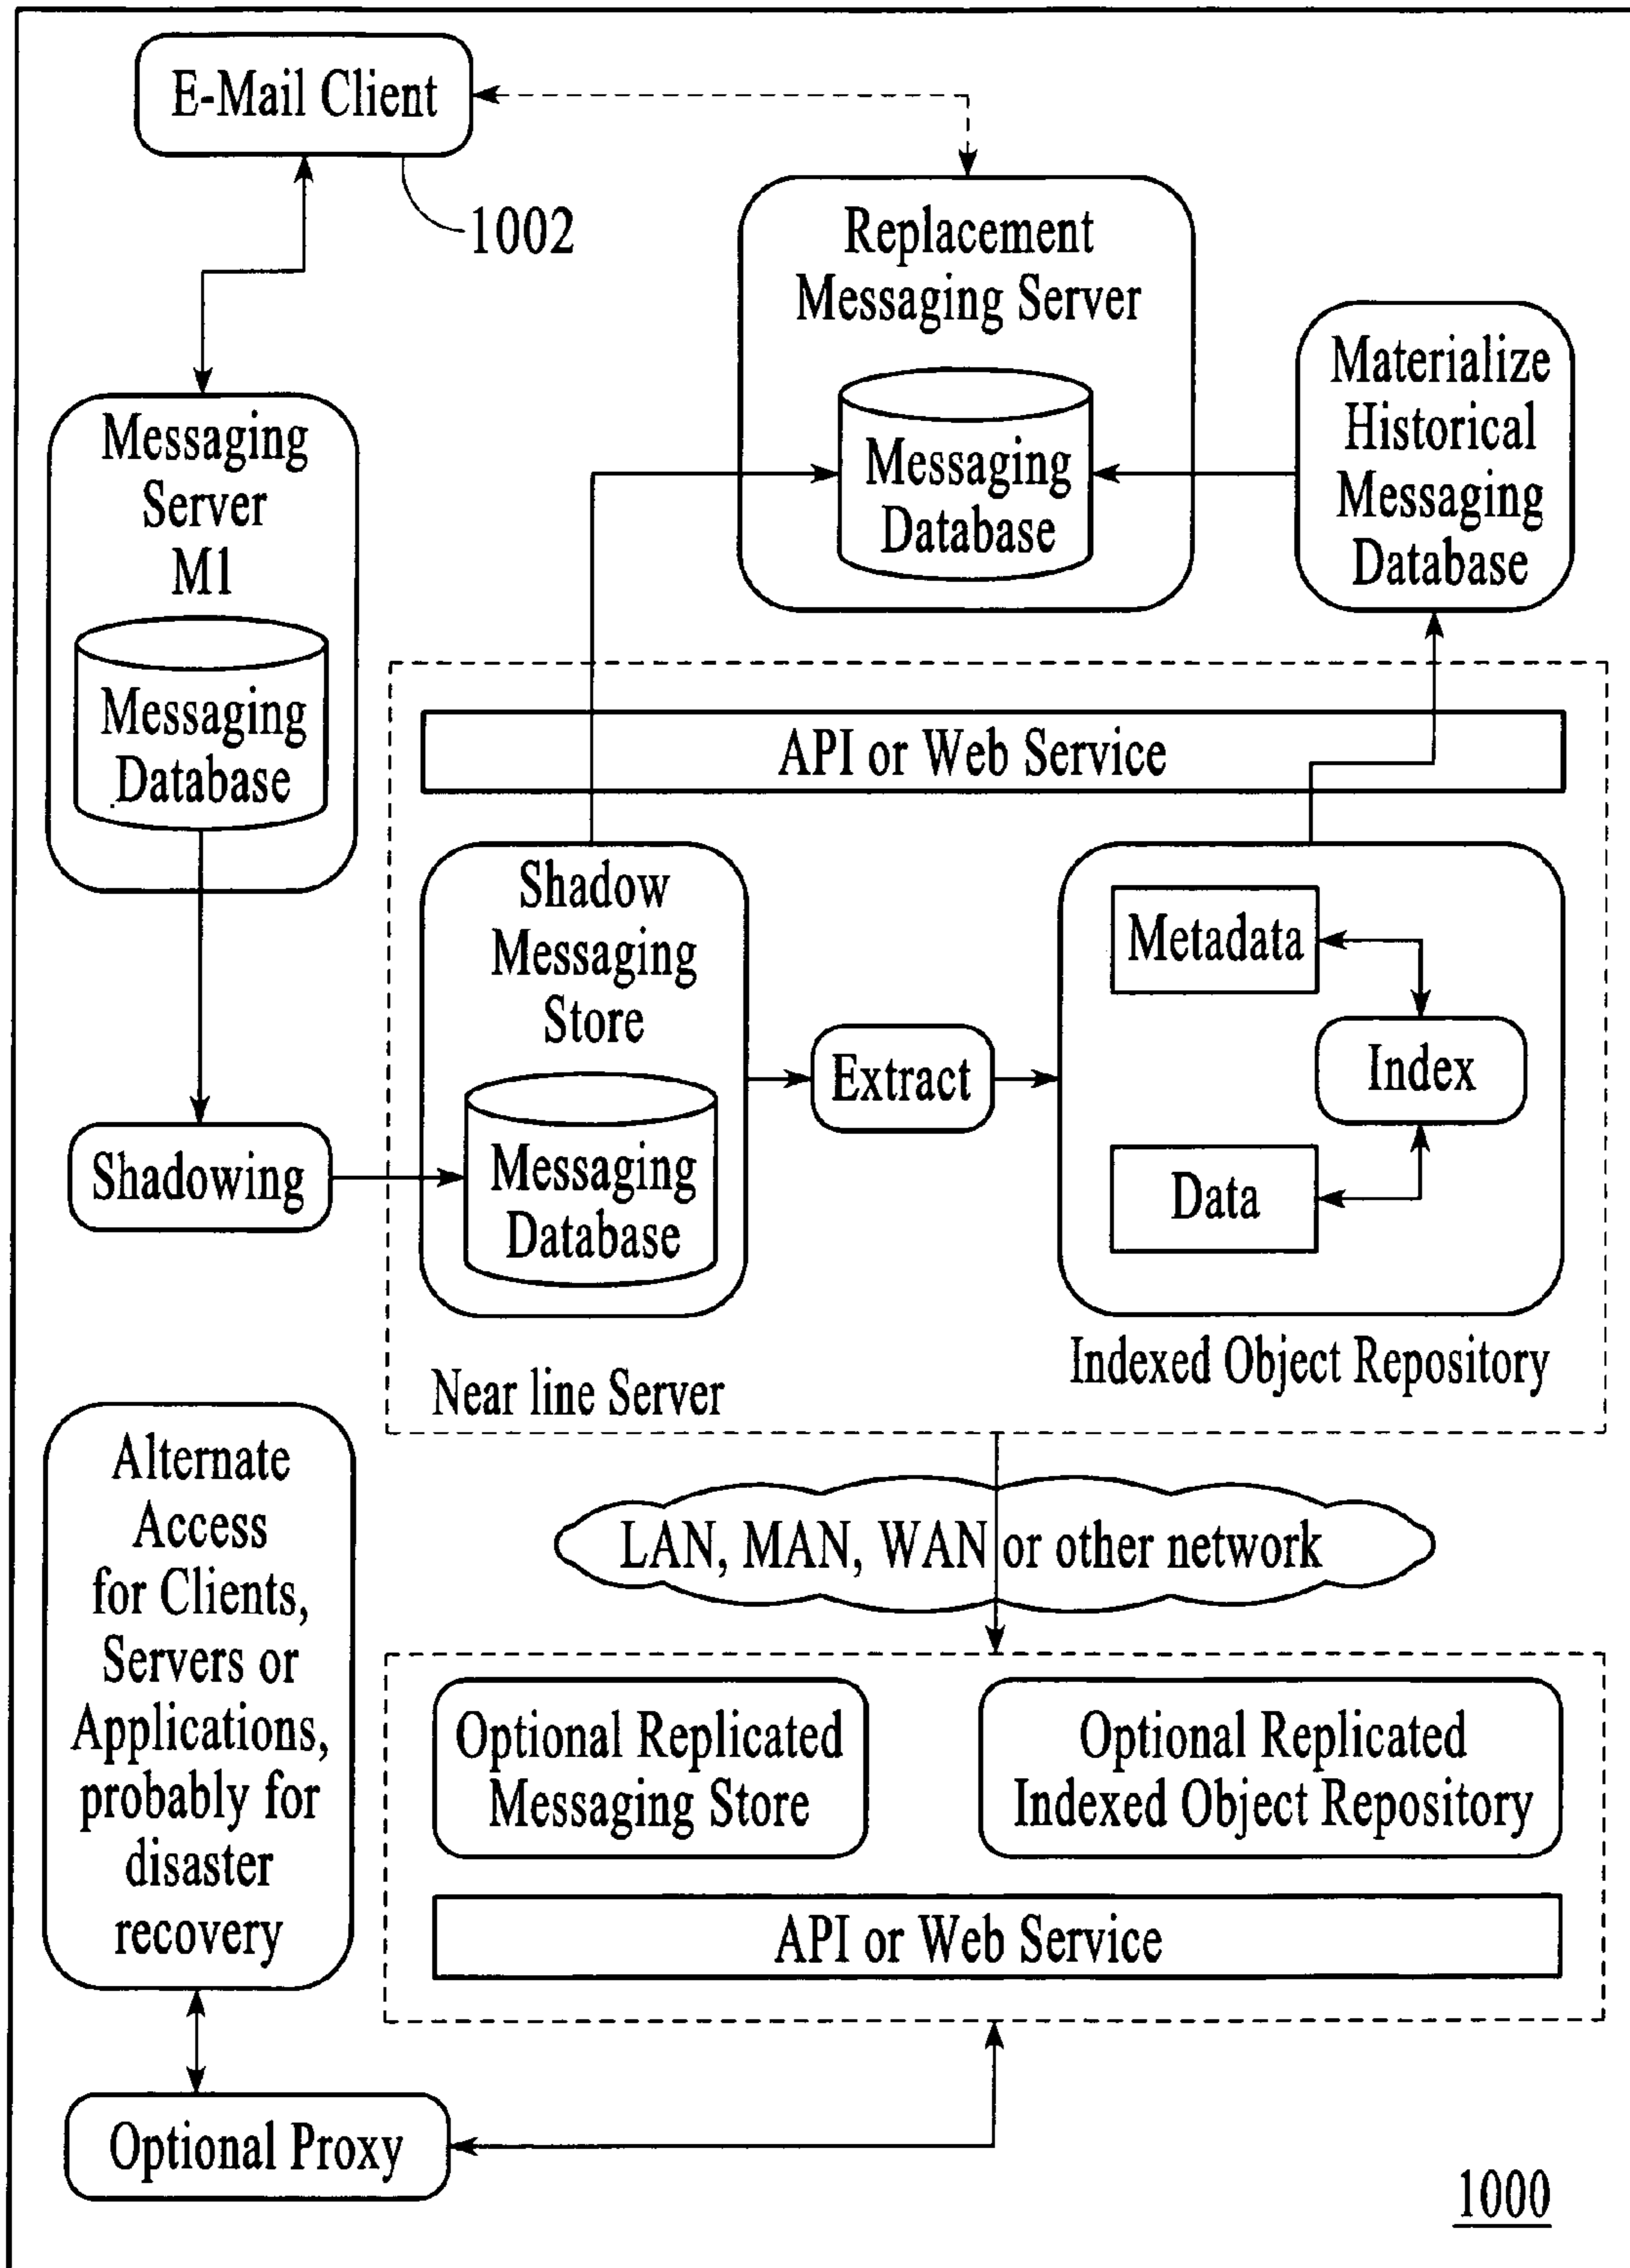 E-Mail Client
1002
Replacement
Messaging Server
Messaging
Database
Materialize
Historical
Messaging
Database
Messaging
Server
M1
Messaging
Database
API or Web Service
Shadow
Messaging
Store
Messaging
Database
Extract
Metadata
Index
Data
Shadowing
Near line Server
Indexed Object Repository
Alternate
Access
for Clients,
Servers or
Applications,
probably for
disaster
recovery
LAN, MAN, WAN or other network
Optional Replicated
Messaging Store
Optional Replicated
Indexed Object Repository
API or Web Service
Optional Proxy
1000